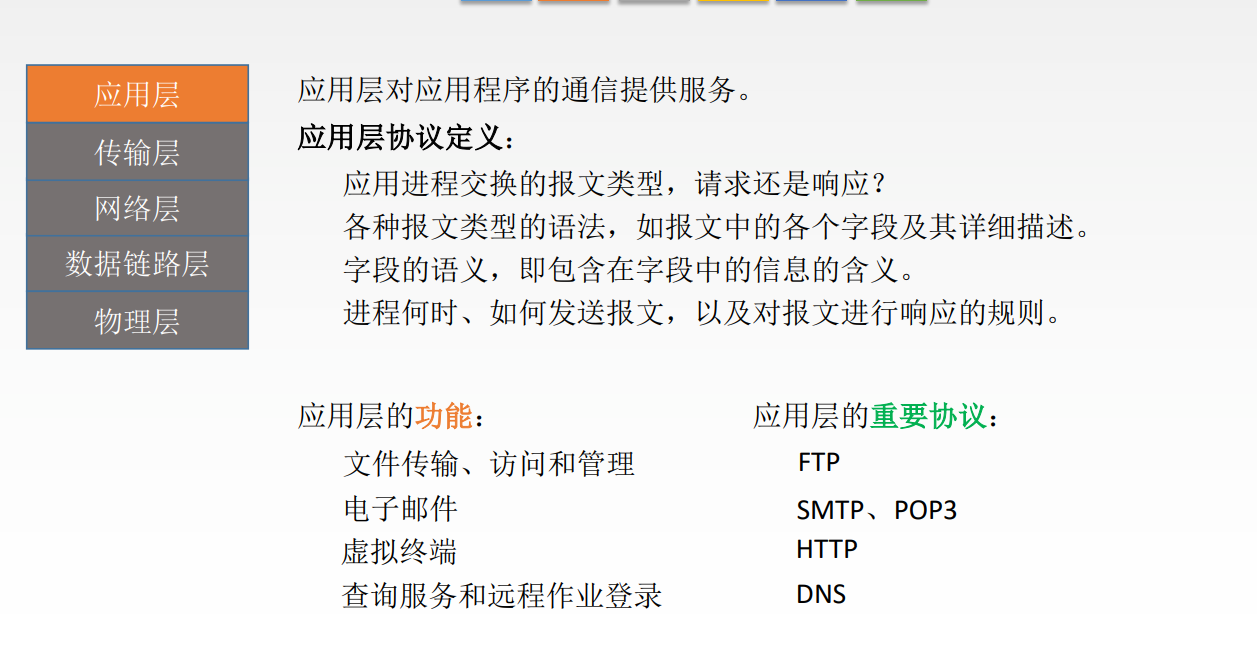 应用层
传输层
网络层
数据链路层
物理层
应用层对应用程序的通信提供服务。
应用层协议定义：
应用进程交换的报文类型，请求还是响应？
各种报文类型的语法，如报文中的各个字段及其详细描述。
字段的语义，即包含在字段中的信息的含义。
进程何时、如何发送报文，以及对报文进行响应的规则。
应用层的功能：
文件传输、访问和管理
电子邮件
虚拟终端
查询服务和远程作业登录
应用层的重要协议：
FTP
SMTP、POP3
HTTP
DNS